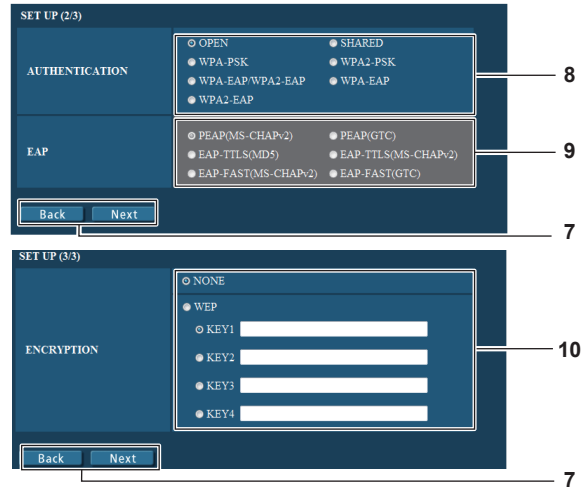 SET UP (2/3)
AUTHENTICATION
OPEN SHARED
WPA-PSK WPA2-PSK
WPA-EAP/WPA2-EAP WPA-EAP
WPA2-EAP
8
EAP
PEAP(MS-CHAPv2) PEAP(GTC)
EAP-TTLS(MD5) EAP-TTLS(MS-CHAPv2)
EAP-FAST(MS-CHAPv2) EAP-FAST(GTC)
9
Back Next
7
SET UP (3/3)
ENCRYPTION
NONE
WEP
KEY1
KEY2
KEY3
KEY4
10
Back Next
7